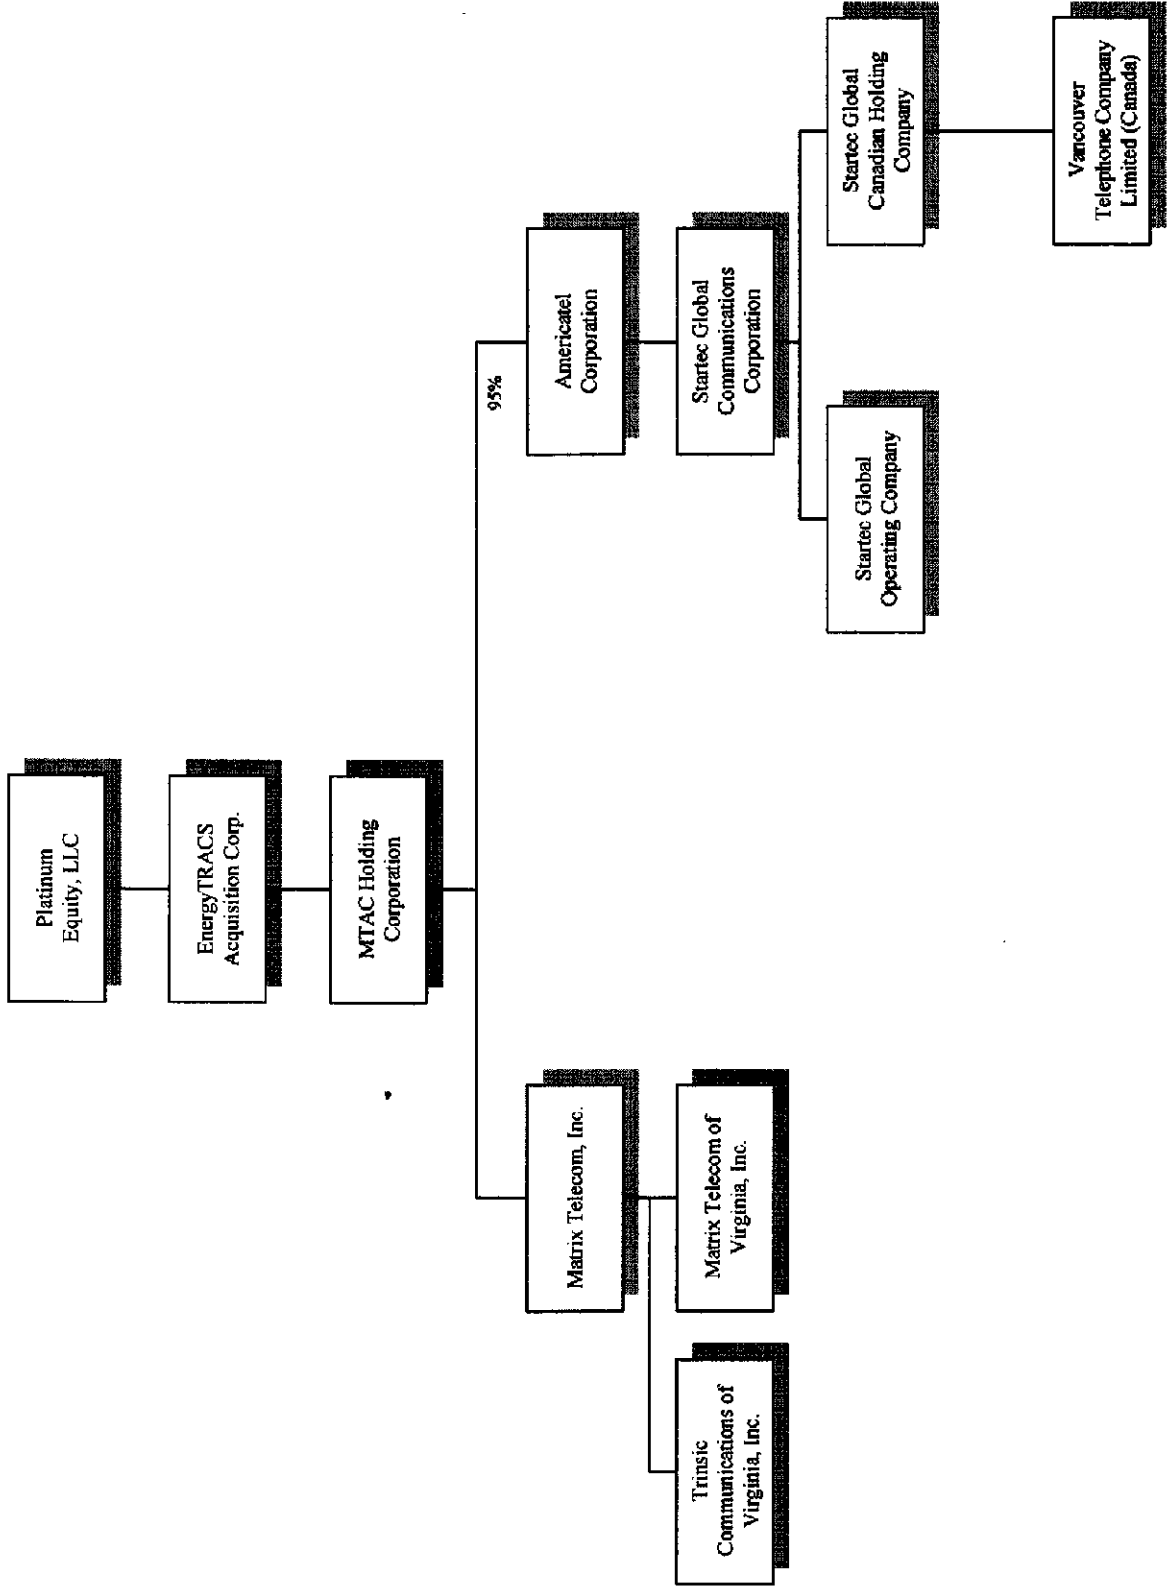 Platinum
Equity, LLC
EnergyTRACS
Acquisition Corp.
MTAC Holding
Corporation
95%
Matrix Telecom, Inc.
Americatel
Corporation
Trinsic
Communications of
Virginia, Inc.
Matrix Telecom of
Virginia, Inc.
Startec Global
Communications
Corporation
Startec Global
Operating Company
Startec Global
Canadian Holding
Company
Vancouver
Telephone Company
Limited (Canada)